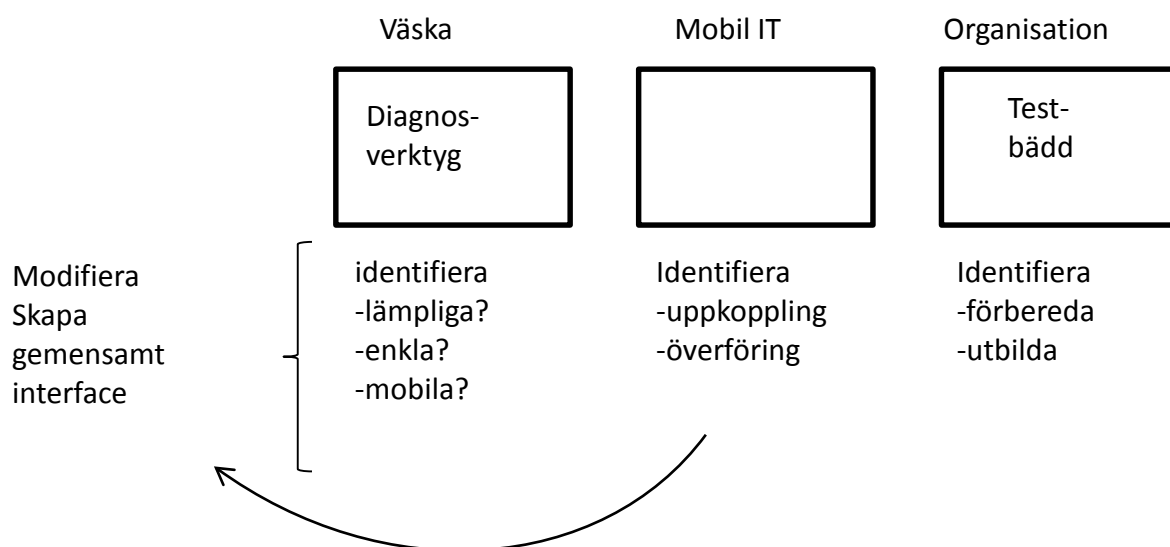 Väska
Mobil IT
Organisation
Diagnos-
verktyg
Test-
bädd
Modifiera
Skapa
gemensamt
interface
identifiera
-lämpliga?
-enkla?
-mobila?
Identifiera
-uppkoppling
-överföring
Identifiera
-förbereda
-utbilda